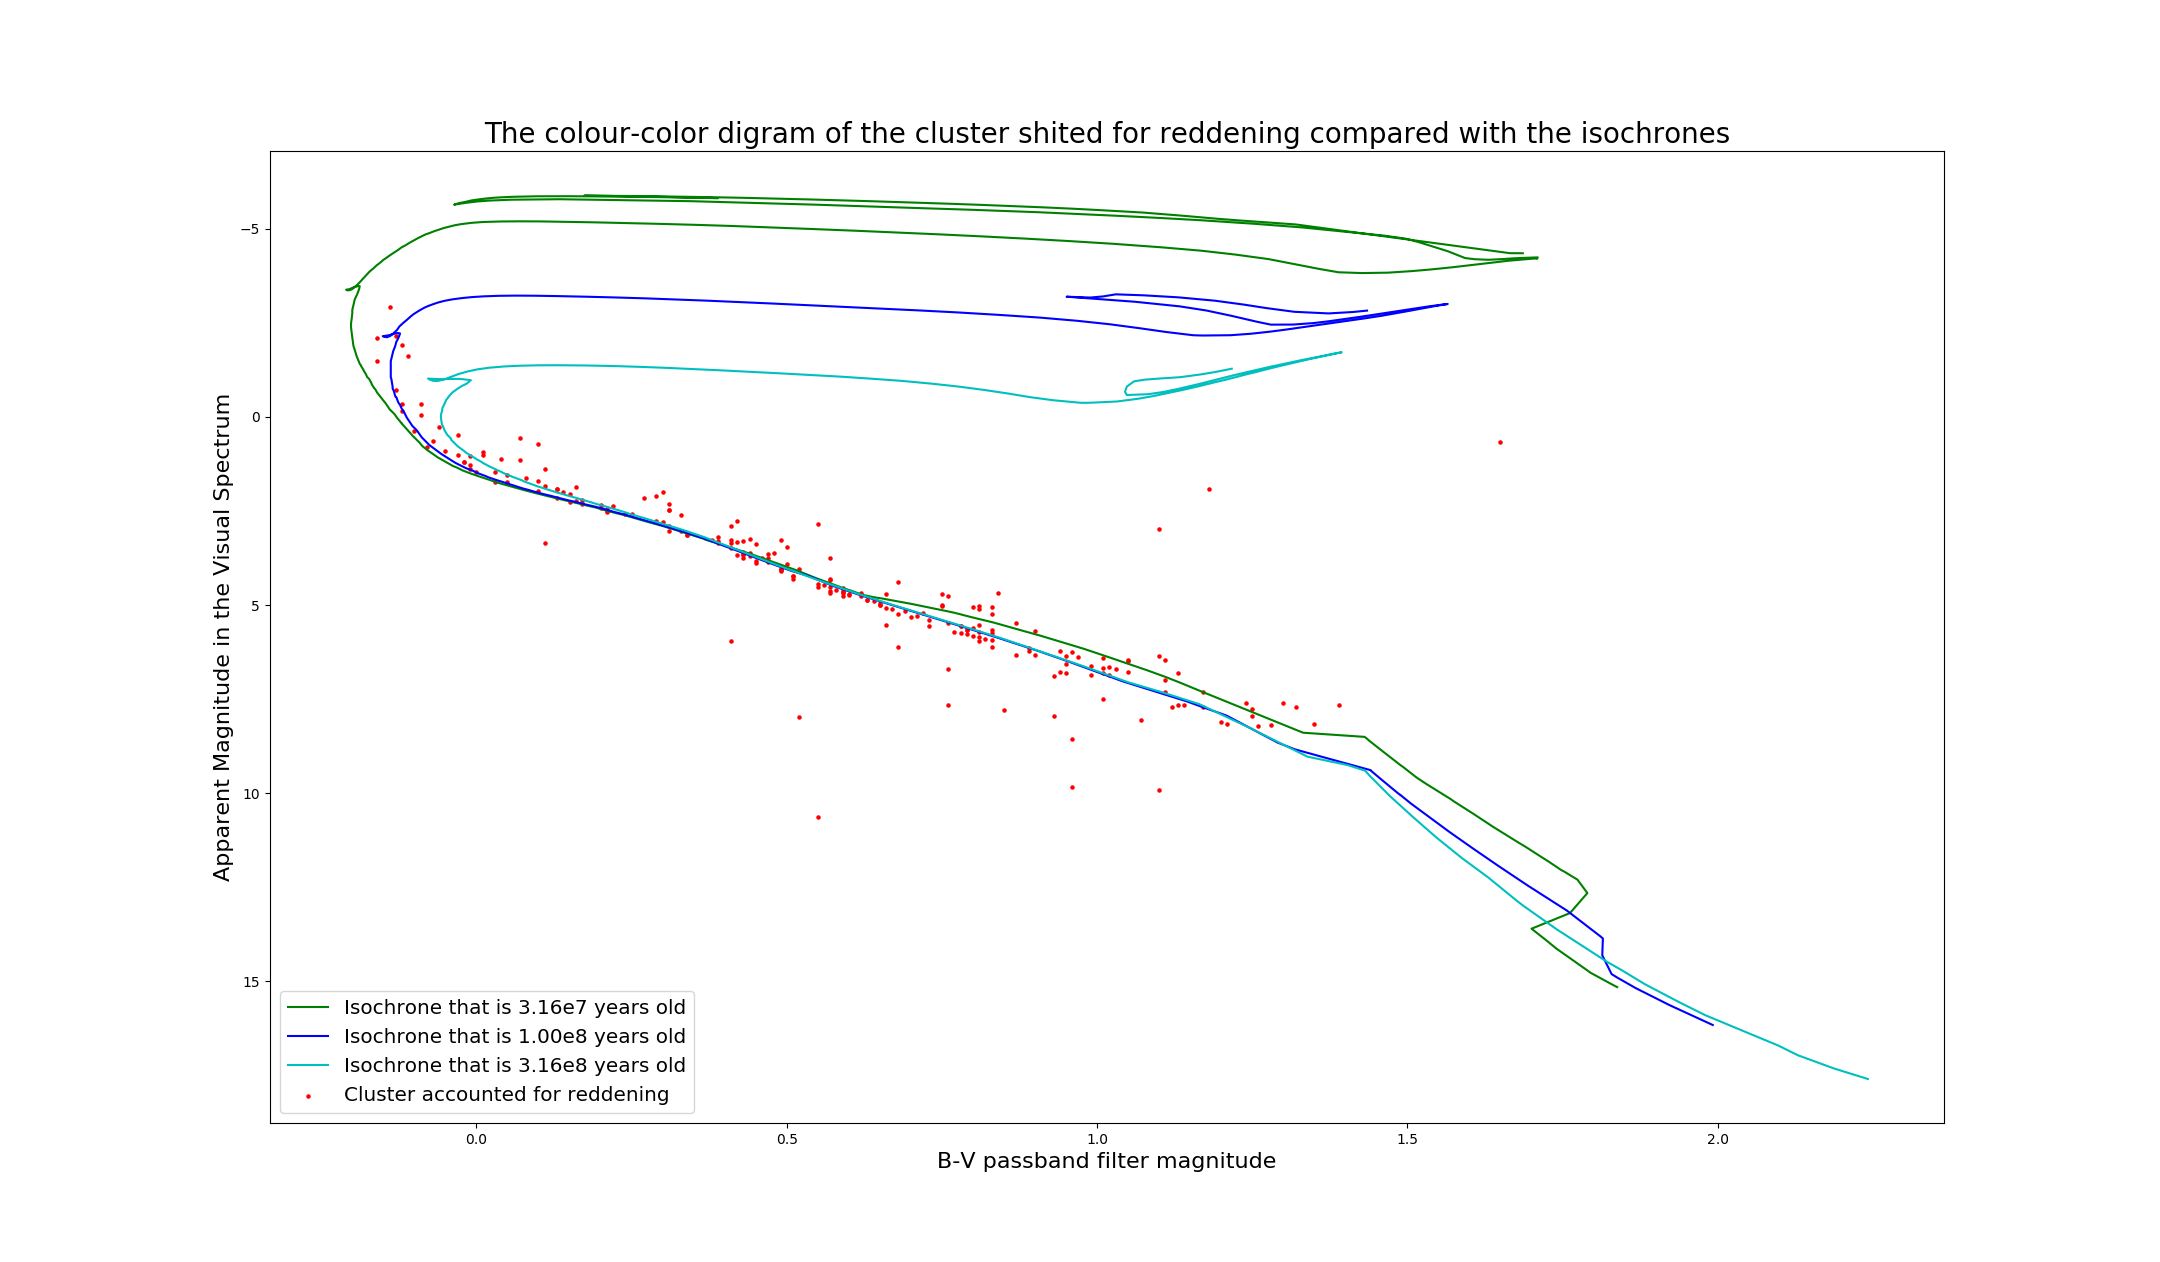 The colour-color digram of the cluster shited for reddening compared with the isochrones
Apparent Magnitude in the Visual Spectrum
−5
0
5
10
15
Isochrone that is 3.16e7 years old
Isochrone that is 1.00e8 years old
Isochrone that is 3.16e8 years old
Cluster accounted for reddening
0.0 0.5 1.0 1.5 2.0
B-V passband filter magnitude